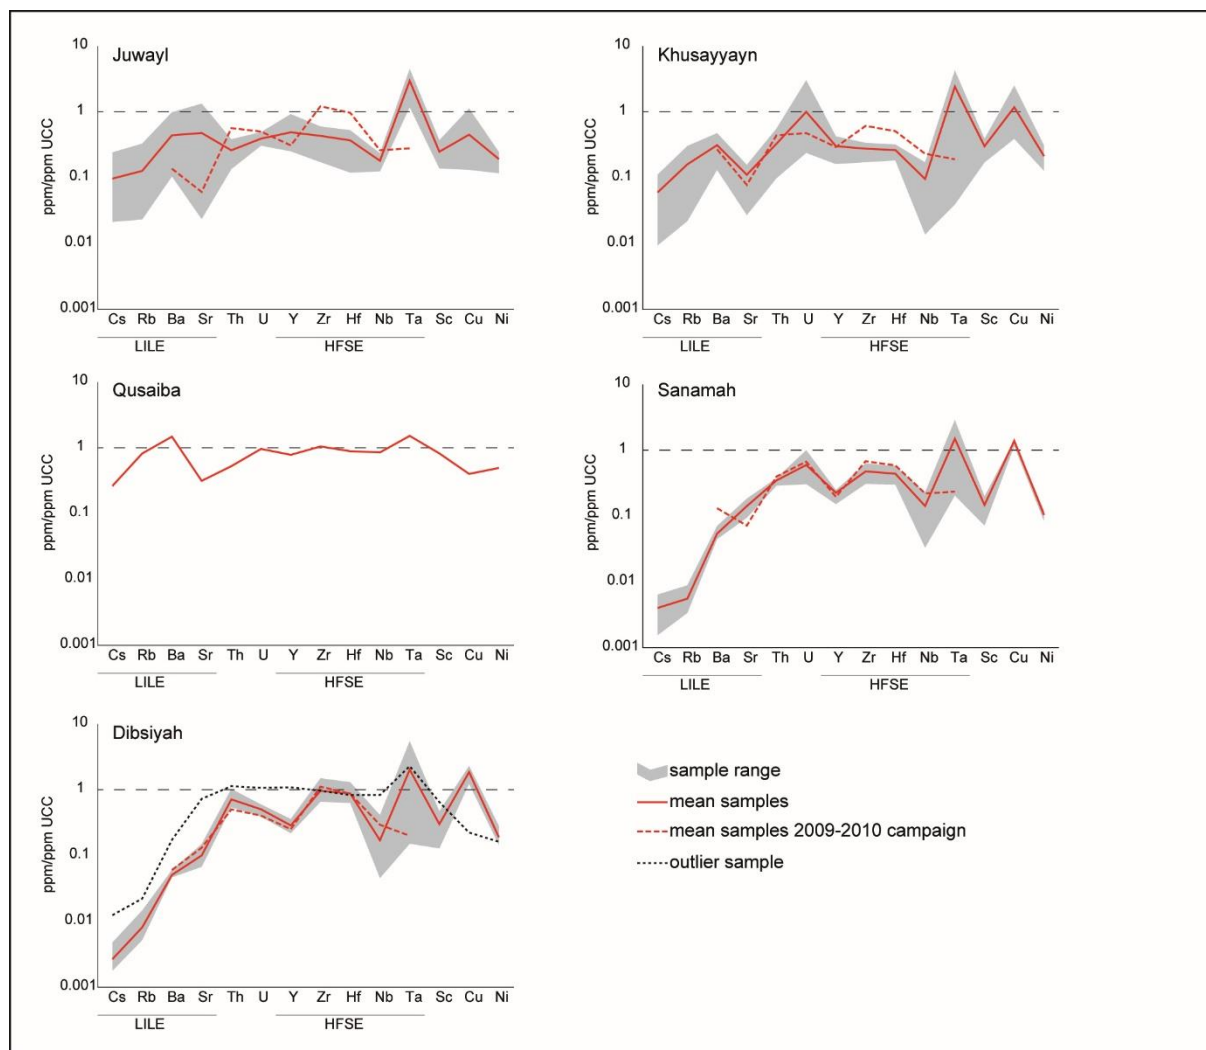 Juwayl
10
1
0.1
0.01
0.001
ppm/ppm UCC
Cs Rb Ba Sr Th U Y Zr Hf Nb Ta Sc Cu Ni
LILE HFSE
Khusayyayn
10
1
0.1
0.01
0.001
ppm/ppm UCC
Cs Rb Ba Sr Th U Y Zr Hf Nb Ta Sc Cu Ni
LILE HFSE
Qusaiba
10
1
0.1
0.01
0.001
ppm/ppm UCC
Cs Rb Ba Sr Th U Y Zr Hf Nb Ta Sc Cu Ni
LILE HFSE
Sanamah
10
1
0.1
0.01
0.001
ppm/ppm UCC
Cs Rb Ba Sr Th U Y Zr Hf Nb Ta Sc Cu Ni
LILE HFSE
Dibsiyah
10
1
0.1
0.01
0.001
ppm/ppm UCC
Cs Rb Ba Sr Th U Y Zr Hf Nb Ta Sc Cu Ni
LILE HFSE
sample range
mean samples
mean samples 2009-2010 campaign
outlier sample